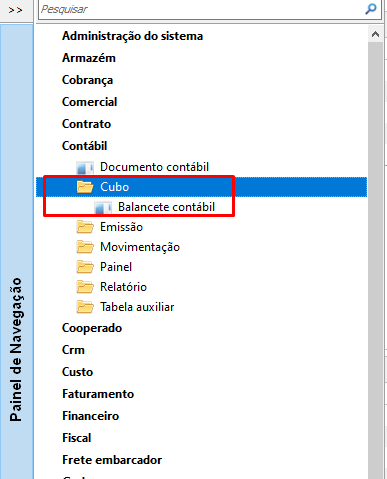 >>
Pesquisar
Administração do sistema
Armazém
Cobrança
Comercial
Contrato
Contábil
Documento contábil
Cubo
Balancete contábil
Emissão
Movimentação
Painel
Relatório
Tabela auxiliar
Cooperado
Crm
Custo
Faturamento
Financeiro
Fiscal
Frete embarcador
Painel de Navegação